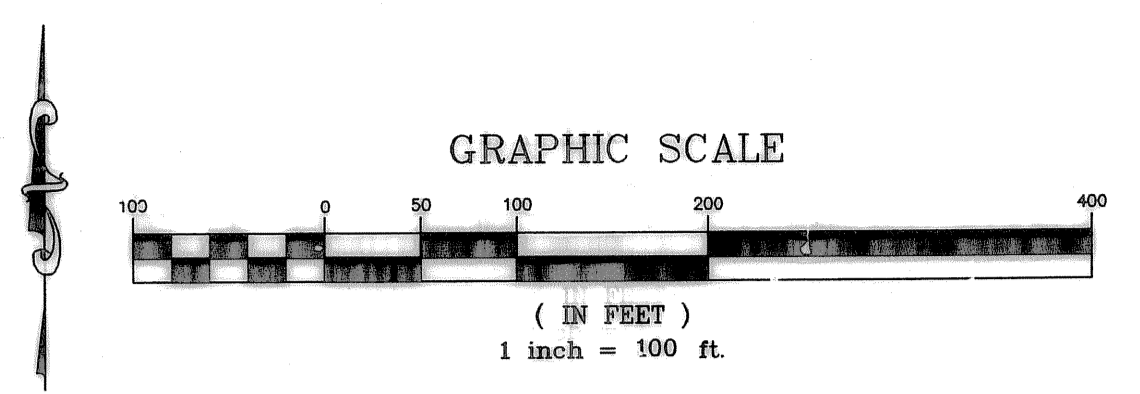 GRAPHIC SCALE
100 0 50 100 200 400
( IN FEET )
1 inch = 100 ft.